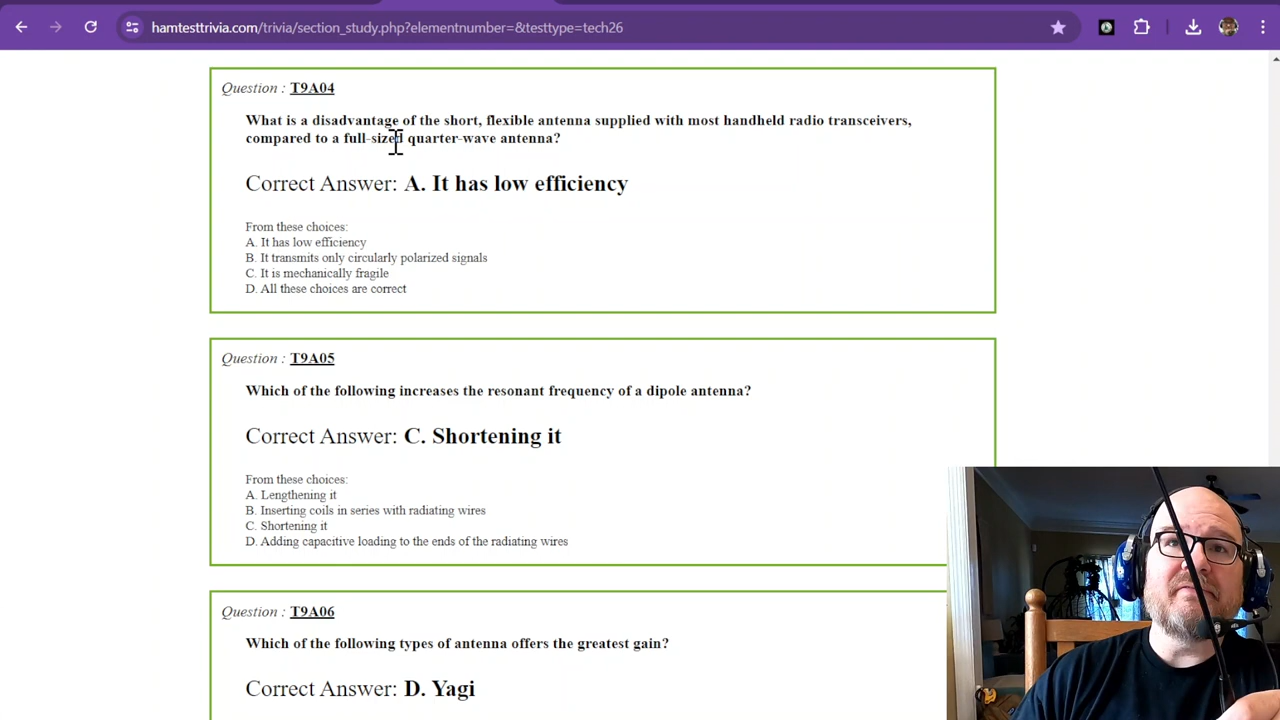 hamtesttrivia.com/trivia/section_study.php?elementnumber=&testtype=tech26
Question : T9A04
What is a disadvantage of the short, flexible antenna supplied with most handheld radio transceivers,
compared to a full-sized quarter-wave antenna?
Correct Answer: A. It has low efficiency
From these choices:
A. It has low efficiency
B. It transmits only circularly polarized signals
C. It is mechanically fragile
D. All these choices are correct
Question : T9A05
Which of the following increases the resonant frequency of a dipole antenna?
Correct Answer: C. Shortening it
From these choices:
A. Lengthening it
B. Inserting coils in series with radiating wires
C. Shortening it
D. Adding capacitive loading to the ends of the radiating wires
Question : T9A06
Which of the following types of antenna offers the greatest gain?
Correct Answer: D. Yagi